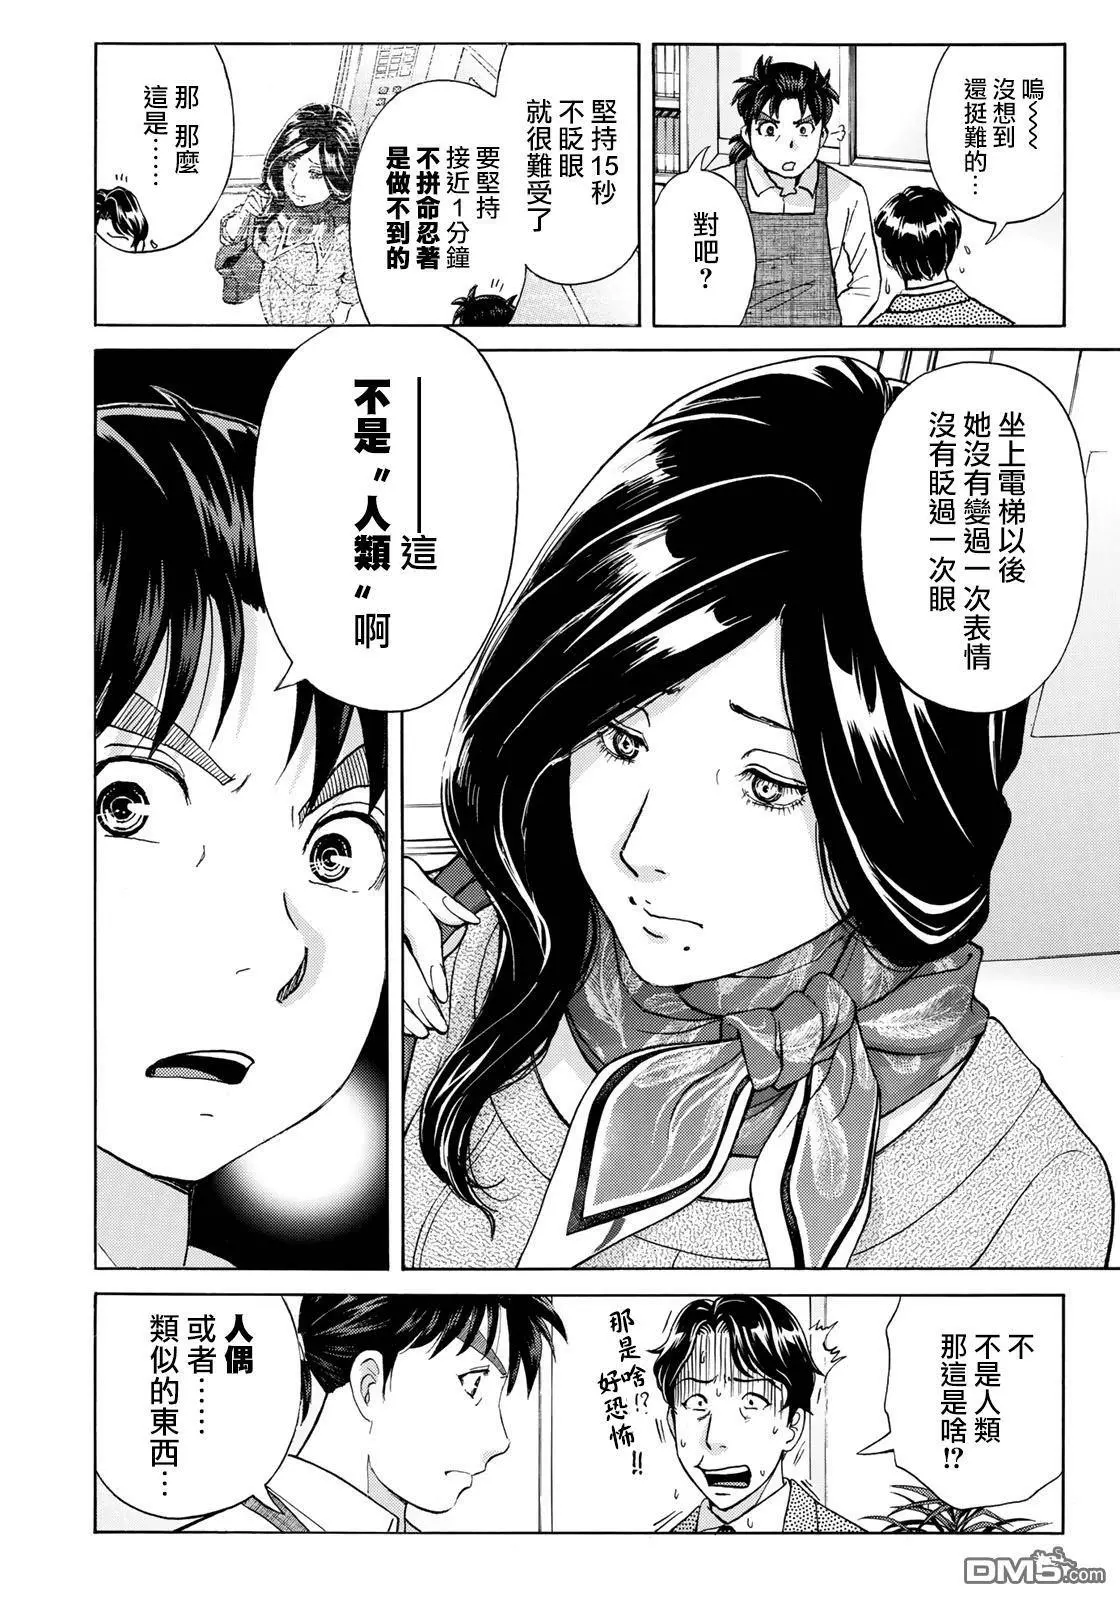 嗚～～～
沒想到
還挺難的…
對吧？
堅持15秒
不眨眼
就很難受了
要堅持
接近1分鐘
不拼命忍著
是做不到的
那 那麼
這是……
坐上電梯以後
她沒有變過一次表情
沒有眨過一次眼
——這
不是〝人類〞啊
不
不是人類
那這是啥!?
那是啥!?
好恐怖!!
人偶
或者……
類似的東西…
DM5.com